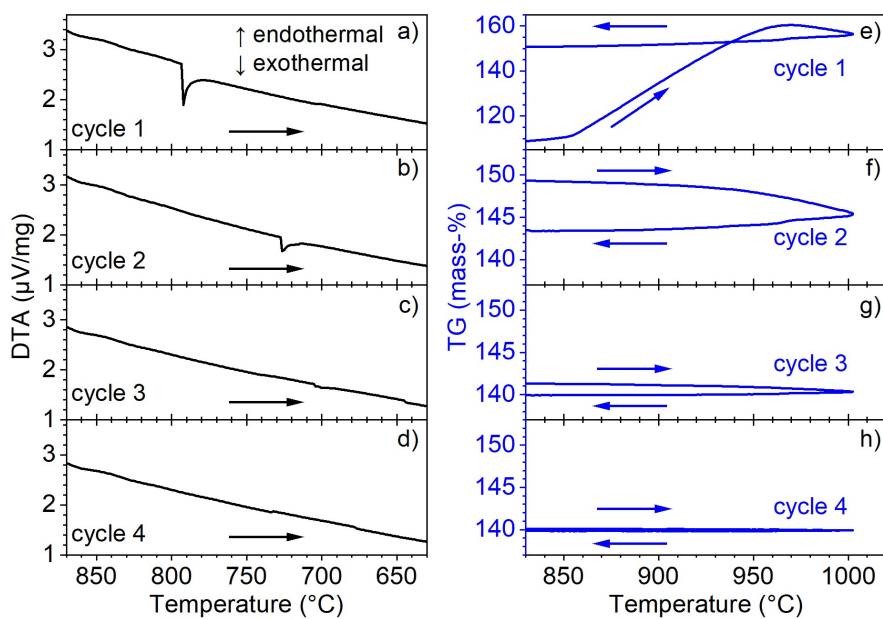 a)
↑ endothermal
↓ exothermal
cycle 1
3
2
1
b)
cycle 2
3
2
1
c)
cycle 3
3
2
1
d)
cycle 4
3
2
1
DTA (µV/mg)
850 800 750 700 650
Temperature (°C)
e)
cycle 1
160
150
120
110
f)
cycle 2
150
145
140
g)
cycle 3
150
145
140
h)
cycle 4
150
145
140
TG (mass-%)
850 900 950 1000
Temperature (°C)